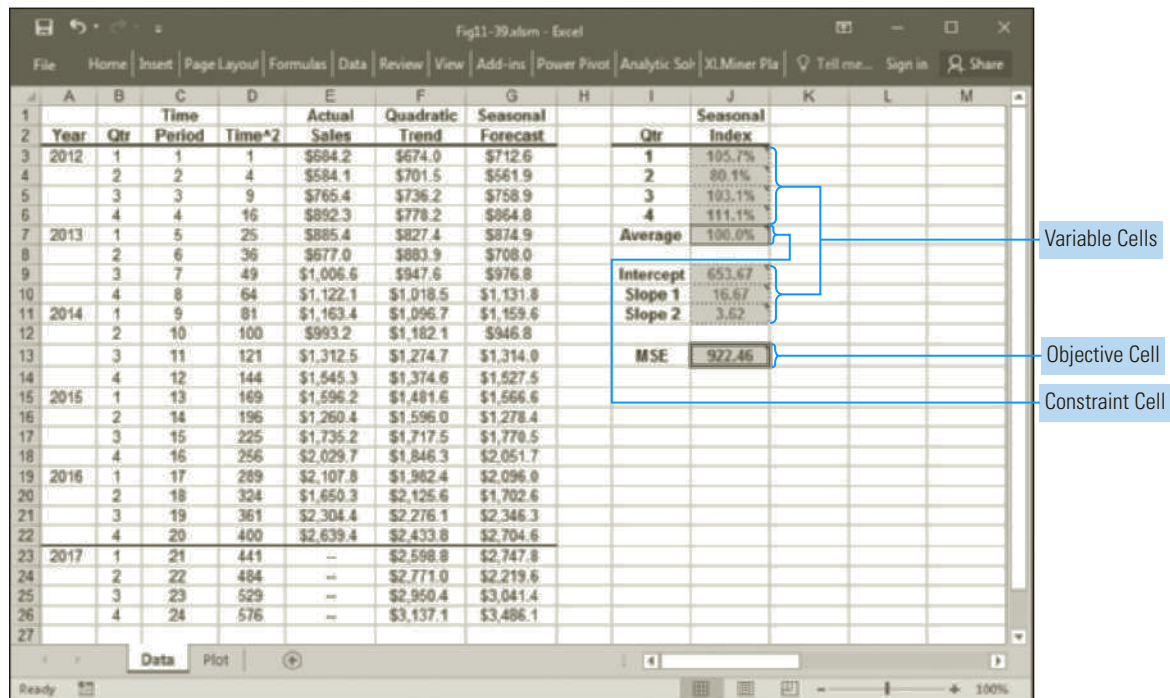 Fig11-39.xlsm - Excel
File Home Insert Page Layout Formulas Data Review View Add-ins Power Pivot Analytic Solv XLMiner Pla Tell me... Sign in Share
A B C D E F G H I J K L M
1 Time Actual Quadratic Seasonal Seasonal
2 Year Qtr Period Time^2 Sales Trend Forecast Qtr Index
3 2012 1 1 1 $684.2 $674.0 $712.6 1 105.7%
4 2 2 4 $584.1 $701.5 $561.9 2 80.1%
5 3 3 9 $765.4 $736.2 $758.9 3 103.1%
6 4 4 16 $892.3 $778.2 $864.8 4 111.1%
7 2013 1 5 25 $885.4 $827.4 $874.9 Average 100.0%
8 2 6 36 $677.0 $883.9 $708.0
9 3 7 49 $1,006.6 $947.6 $976.8 Intercept 653.67
10 4 8 64 $1,122.1 $1,018.5 $1,131.8 Slope 1 16.67
11 2014 1 9 81 $1,163.4 $1,096.7 $1,159.6 Slope 2 3.62
12 2 10 100 $993.2 $1,182.1 $946.8
13 3 11 121 $1,312.5 $1,274.7 $1,314.0 MSE 922.46
14 4 12 144 $1,545.3 $1,374.6 $1,527.5
15 2015 1 13 169 $1,596.2 $1,481.6 $1,566.6
16 2 14 196 $1,260.4 $1,596.0 $1,278.4
17 3 15 225 $1,735.2 $1,717.5 $1,770.5
18 4 16 256 $2,029.7 $1,846.3 $2,051.7
19 2016 1 17 289 $2,107.8 $1,982.4 $2,096.0
20 2 18 324 $1,650.3 $2,125.6 $1,702.6
21 3 19 361 $2,304.4 $2,276.1 $2,346.3
22 4 20 400 $2,639.4 $2,433.8 $2,704.6
23 2017 1 21 441 -- $2,598.8 $2,747.8
24 2 22 484 -- $2,771.0 $2,219.6
25 3 23 529 -- $2,950.4 $3,041.4
26 4 24 576 -- $3,137.1 $3,486.1
27
Variable Cells
Objective Cell
Constraint Cell
Data Plot
Ready 100%